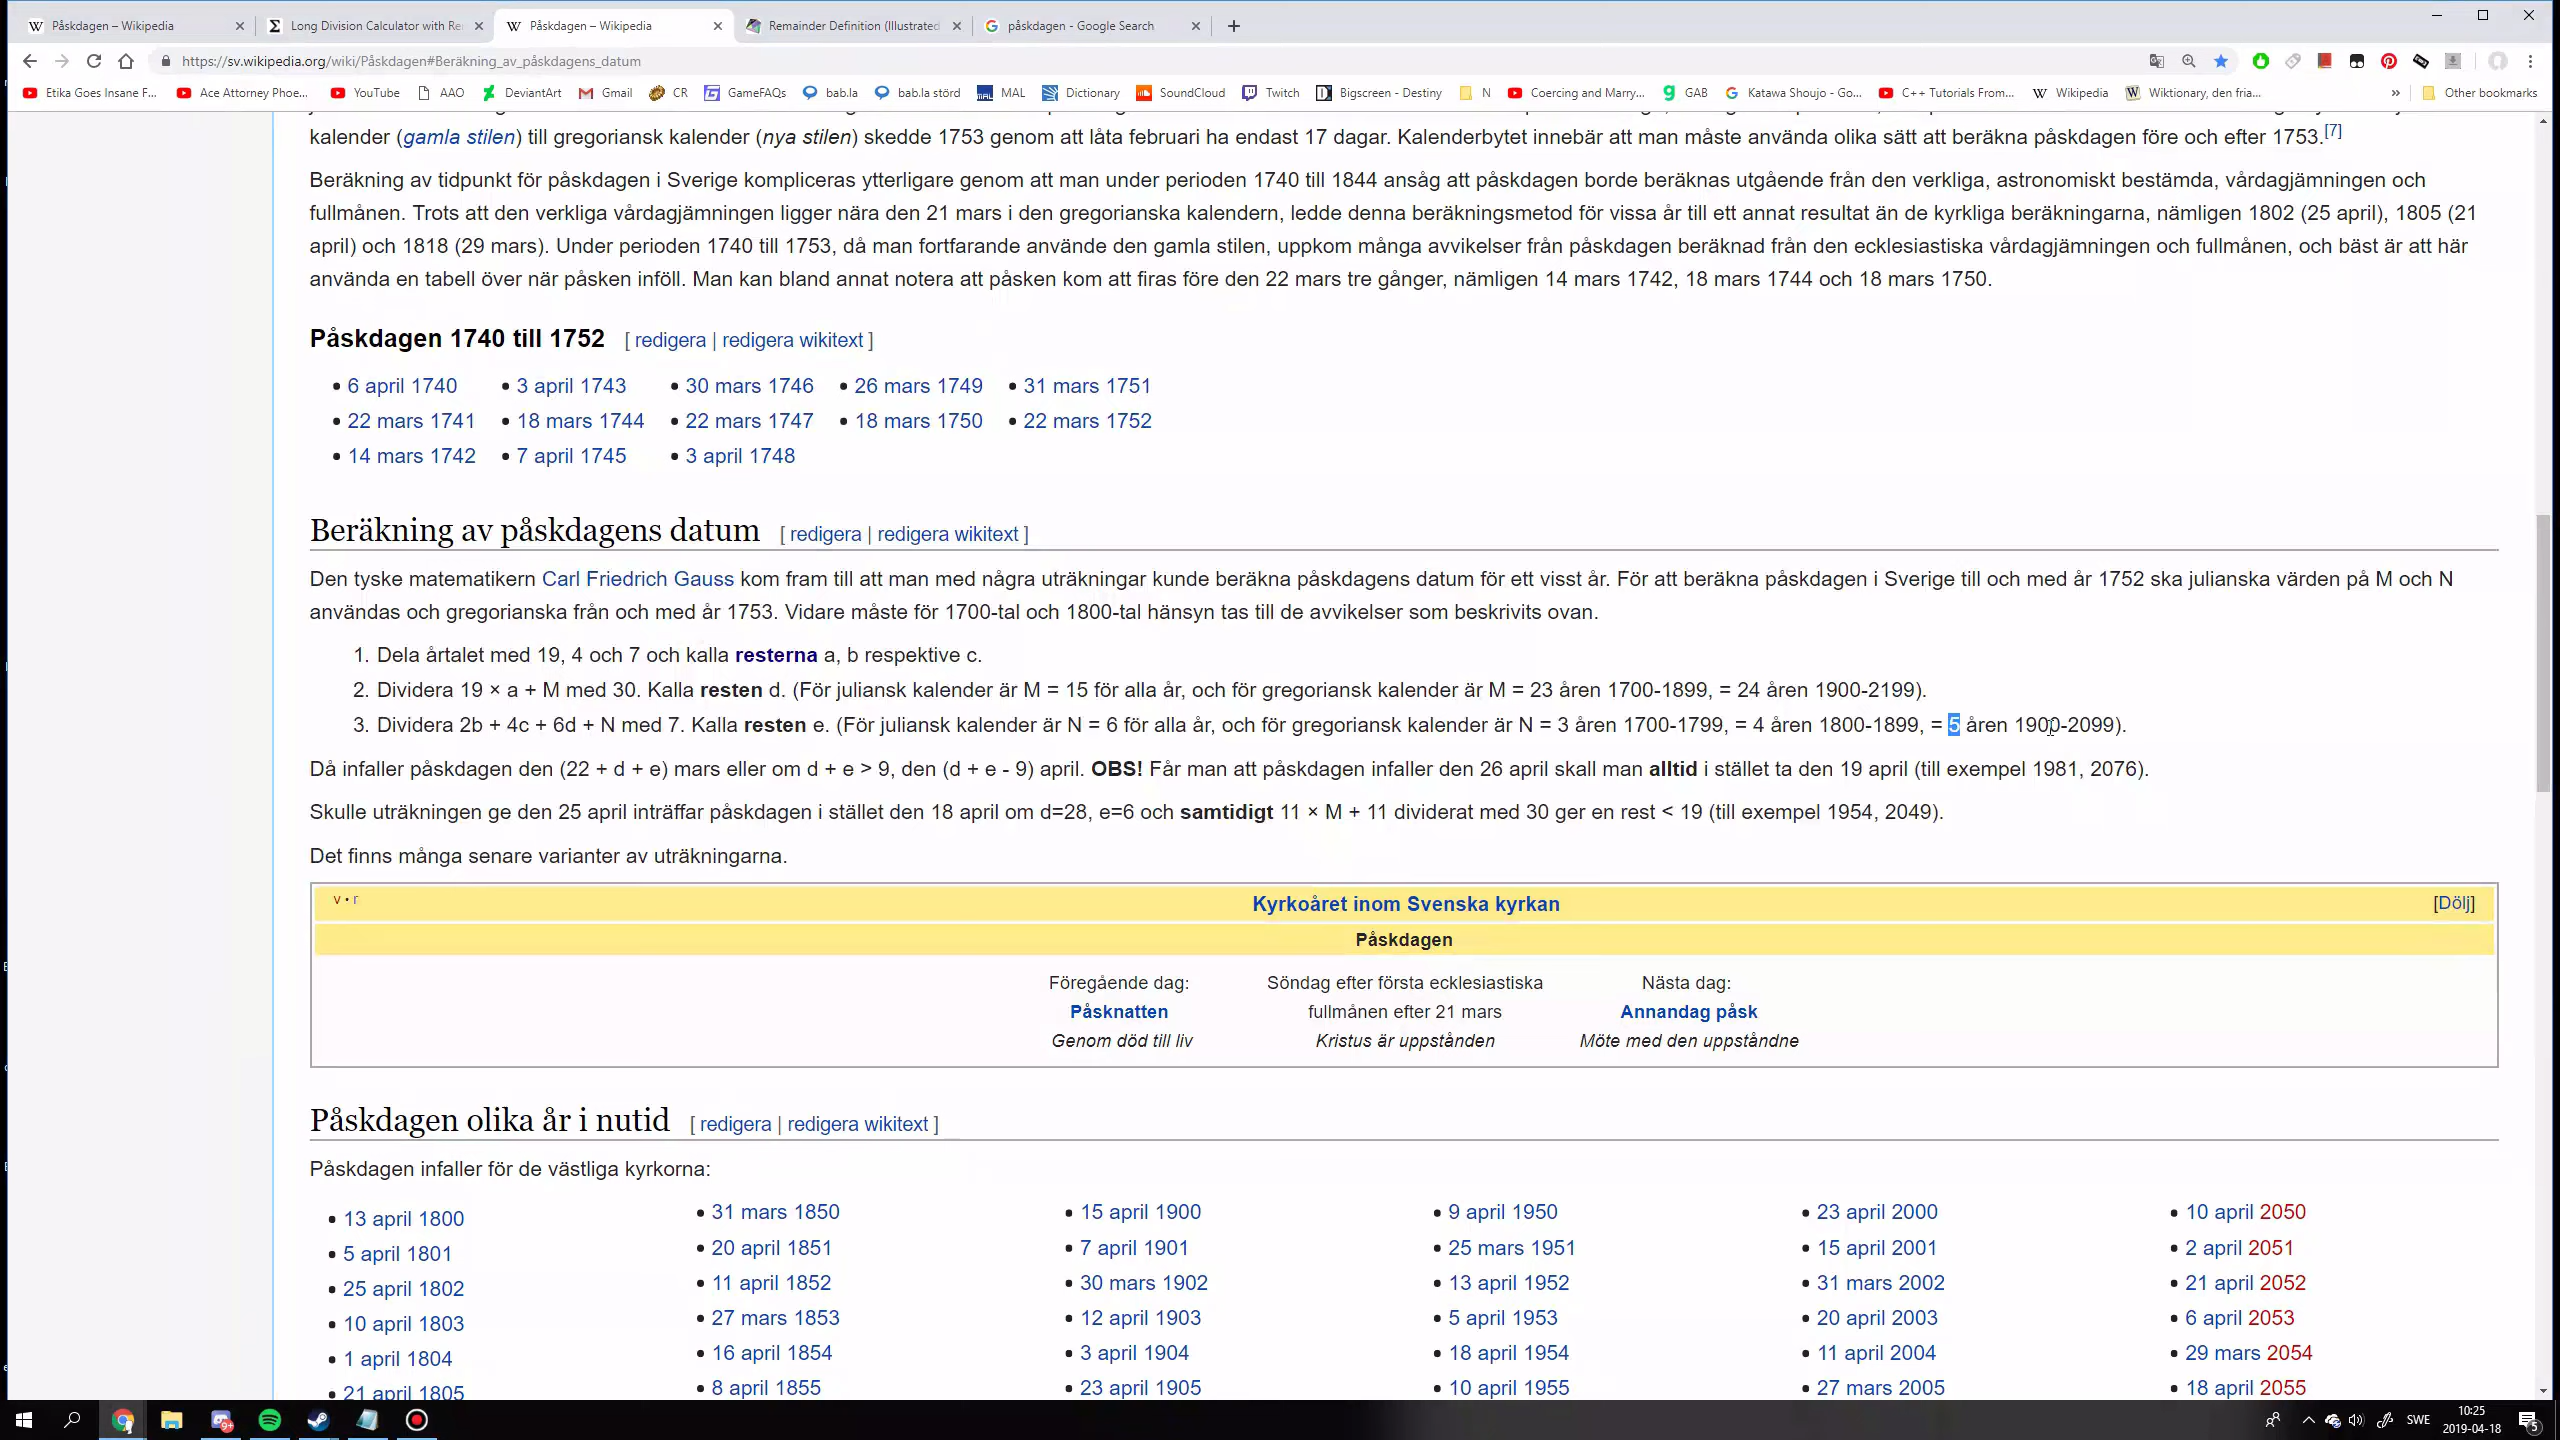 Påskdagen – Wikipedia
Long Division Calculator with Re
Påskdagen – Wikipedia
Remainder Definition (Illustrated
påskdagen - Google Search
https://sv.wikipedia.org/wiki/Påskdagen#Beräkning_av_påskdagens_datum
Etika Goes Insane F... Ace Attorney Phoe... YouTube AAO DeviantArt Gmail CR GameFAQs bab.la bab.la störd MAL Dictionary SoundCloud Twitch Bigscreen - Destiny N Coercing and Marry... GAB Katawa Shoujo - Go... C++ Tutorials From... Wikipedia Wiktionary, den fria... » Other bookmarks
kalender (gamla stilen) till gregoriansk kalender (nya stilen) skedde 1753 genom att låta februari ha endast 17 dagar. Kalenderbytet innebär att man måste använda olika sätt att beräkna påskdagen före och efter 1753.[7]
Beräkning av tidpunkt för påskdagen i Sverige kompliceras ytterligare genom att man under perioden 1740 till 1844 ansåg att påskdagen borde beräknas utgående från den verkliga, astronomiskt bestämda, vårdagjämningen och
fullmånen. Trots att den verkliga vårdagjämningen ligger nära den 21 mars i den gregorianska kalendern, ledde denna beräkningsmetod för vissa år till ett annat resultat än de kyrkliga beräkningarna, nämligen 1802 (25 april), 1805 (21
april) och 1818 (29 mars). Under perioden 1740 till 1753, då man fortfarande använde den gamla stilen, uppkom många avvikelser från påskdagen beräknad från den ecklesiastiska vårdagjämningen och fullmånen, och bäst är att här
använda en tabell över när påsken inföll. Man kan bland annat notera att påsken kom att firas före den 22 mars tre gånger, nämligen 14 mars 1742, 18 mars 1744 och 18 mars 1750.
Påskdagen 1740 till 1752 [ redigera | redigera wikitext ]
• 6 april 1740 • 3 april 1743 • 30 mars 1746 • 26 mars 1749 • 31 mars 1751
• 22 mars 1741 • 18 mars 1744 • 22 mars 1747 • 18 mars 1750 • 22 mars 1752
• 14 mars 1742 • 7 april 1745 • 3 april 1748
Beräkning av påskdagens datum [ redigera | redigera wikitext ]
Den tyske matematikern Carl Friedrich Gauss kom fram till att man med några uträkningar kunde beräkna påskdagens datum för ett visst år. För att beräkna påskdagen i Sverige till och med år 1752 ska julianska värden på M och N
användas och gregorianska från och med år 1753. Vidare måste för 1700-tal och 1800-tal hänsyn tas till de avvikelser som beskrivits ovan.
1. Dela årtalet med 19, 4 och 7 och kalla resterna a, b respektive c.
2. Dividera 19 × a + M med 30. Kalla resten d. (För juliansk kalender är M = 15 för alla år, och för gregoriansk kalender är M = 23 åren 1700-1899, = 24 åren 1900-2199).
3. Dividera 2b + 4c + 6d + N med 7. Kalla resten e. (För juliansk kalender är N = 6 för alla år, och för gregoriansk kalender är N = 3 åren 1700-1799, = 4 åren 1800-1899, = 5 åren 1900-2099).
Då infaller påskdagen den (22 + d + e) mars eller om d + e > 9, den (d + e - 9) april. OBS! Får man att påskdagen infaller den 26 april skall man alltid i stället ta den 19 april (till exempel 1981, 2076).
Skulle uträkningen ge den 25 april inträffar påskdagen i stället den 18 april om d=28, e=6 och samtidigt 11 × M + 11 dividerat med 30 ger en rest < 19 (till exempel 1954, 2049).
Det finns många senare varianter av uträkningarna.
v • r Kyrkoåret inom Svenska kyrkan [Dölj]
Påskdagen
Föregående dag: Söndag efter första ecklesiastiska Nästa dag:
Påsknatten fullmånen efter 21 mars Annandag påsk
Genom död till liv Kristus är uppstånden Möte med den uppståndne
Påskdagen olika år i nutid [ redigera | redigera wikitext ]
Påskdagen infaller för de västliga kyrkorna:
• 13 april 1800 • 31 mars 1850 • 15 april 1900 • 9 april 1950 • 23 april 2000 • 10 april 2050
• 5 april 1801 • 20 april 1851 • 7 april 1901 • 25 mars 1951 • 15 april 2001 • 2 april 2051
• 25 april 1802 • 11 april 1852 • 30 mars 1902 • 13 april 1952 • 31 mars 2002 • 21 april 2052
• 10 april 1803 • 27 mars 1853 • 12 april 1903 • 5 april 1953 • 20 april 2003 • 6 april 2053
• 1 april 1804 • 16 april 1854 • 3 april 1904 • 18 april 1954 • 11 april 2004 • 29 mars 2054
• 21 april 1805 • 8 april 1855 • 23 april 1905 • 10 april 1955 • 27 mars 2005 • 18 april 2055
SWE
10:25
2019-04-18